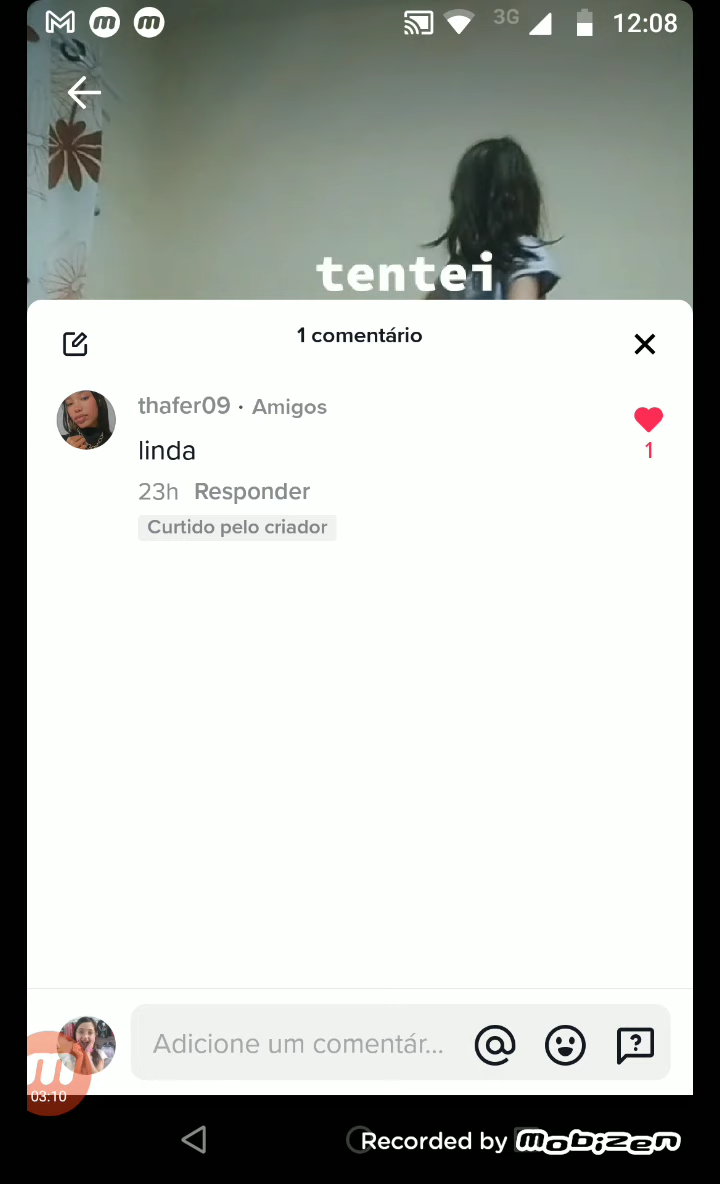 3G 12:08
tentei
1 comentário
thafer09 · Amigos
linda
1
23h Responder
Curtido pelo criador
Adicione um comentár...
03:10
Recorded by mobizen